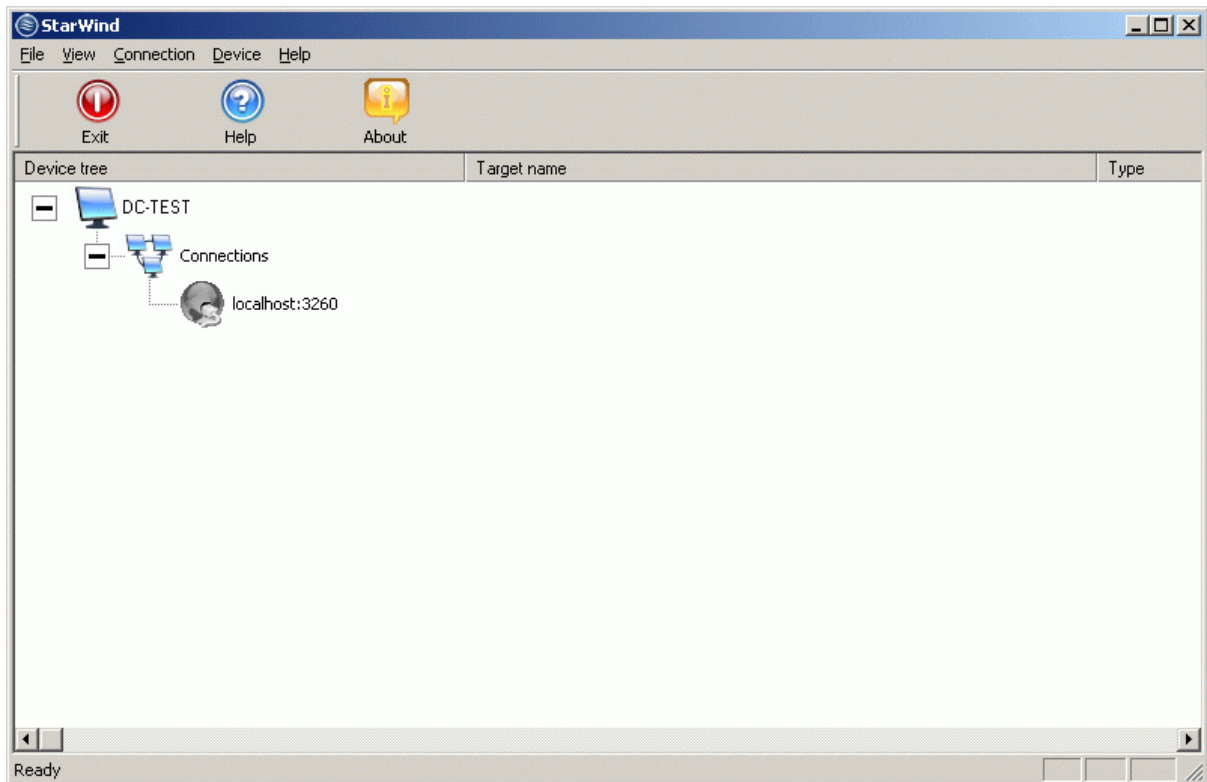 StarWind
File View Connection Device Help
Exit Help About
Device tree Target name Type
DC-TEST
Connections
localhost:3260
Ready